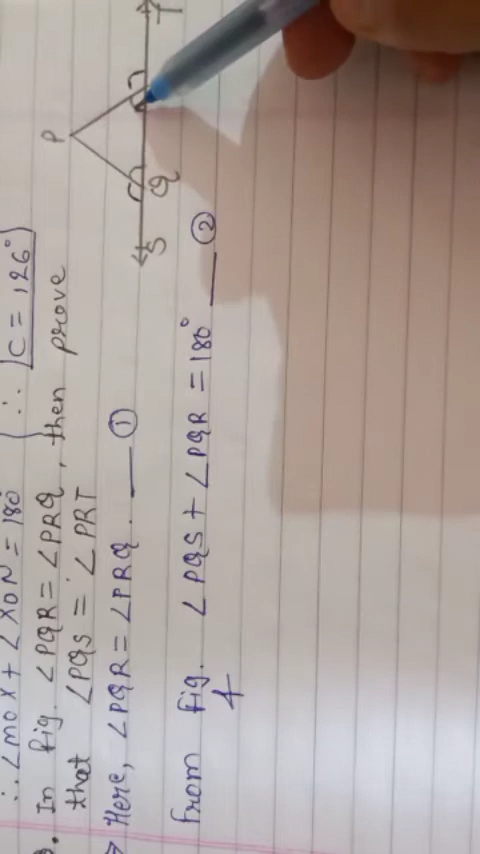 ∴ ∠moX + ∠XON = 180° ∴ C = 126°
. In fig. ∠PQR = ∠PRQ, then prove
that ∠PQS = ∠PRT
Here, ∠PQR = ∠PRQ. — ①
From fig. ∠PQS + ∠PQR = 180° — ②
P
S
Q
T